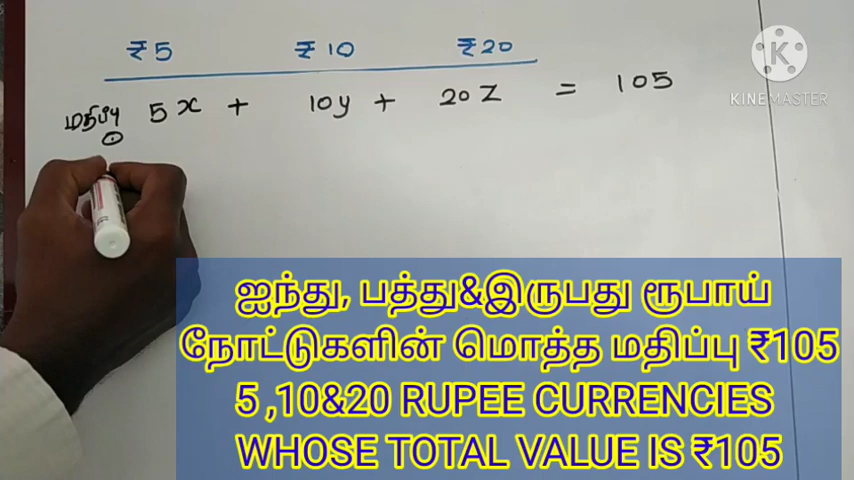 ₹5 ₹10 ₹20
மதிப்பு 5x + 10y + 20z = 105
KINEMASTER
ஐந்து, பத்து&இருபது ரூபாய்
நோட்டுகளின் மொத்த மதிப்பு ₹105
5 ,10&20 RUPEE CURRENCIES
WHOSE TOTAL VALUE IS ₹105